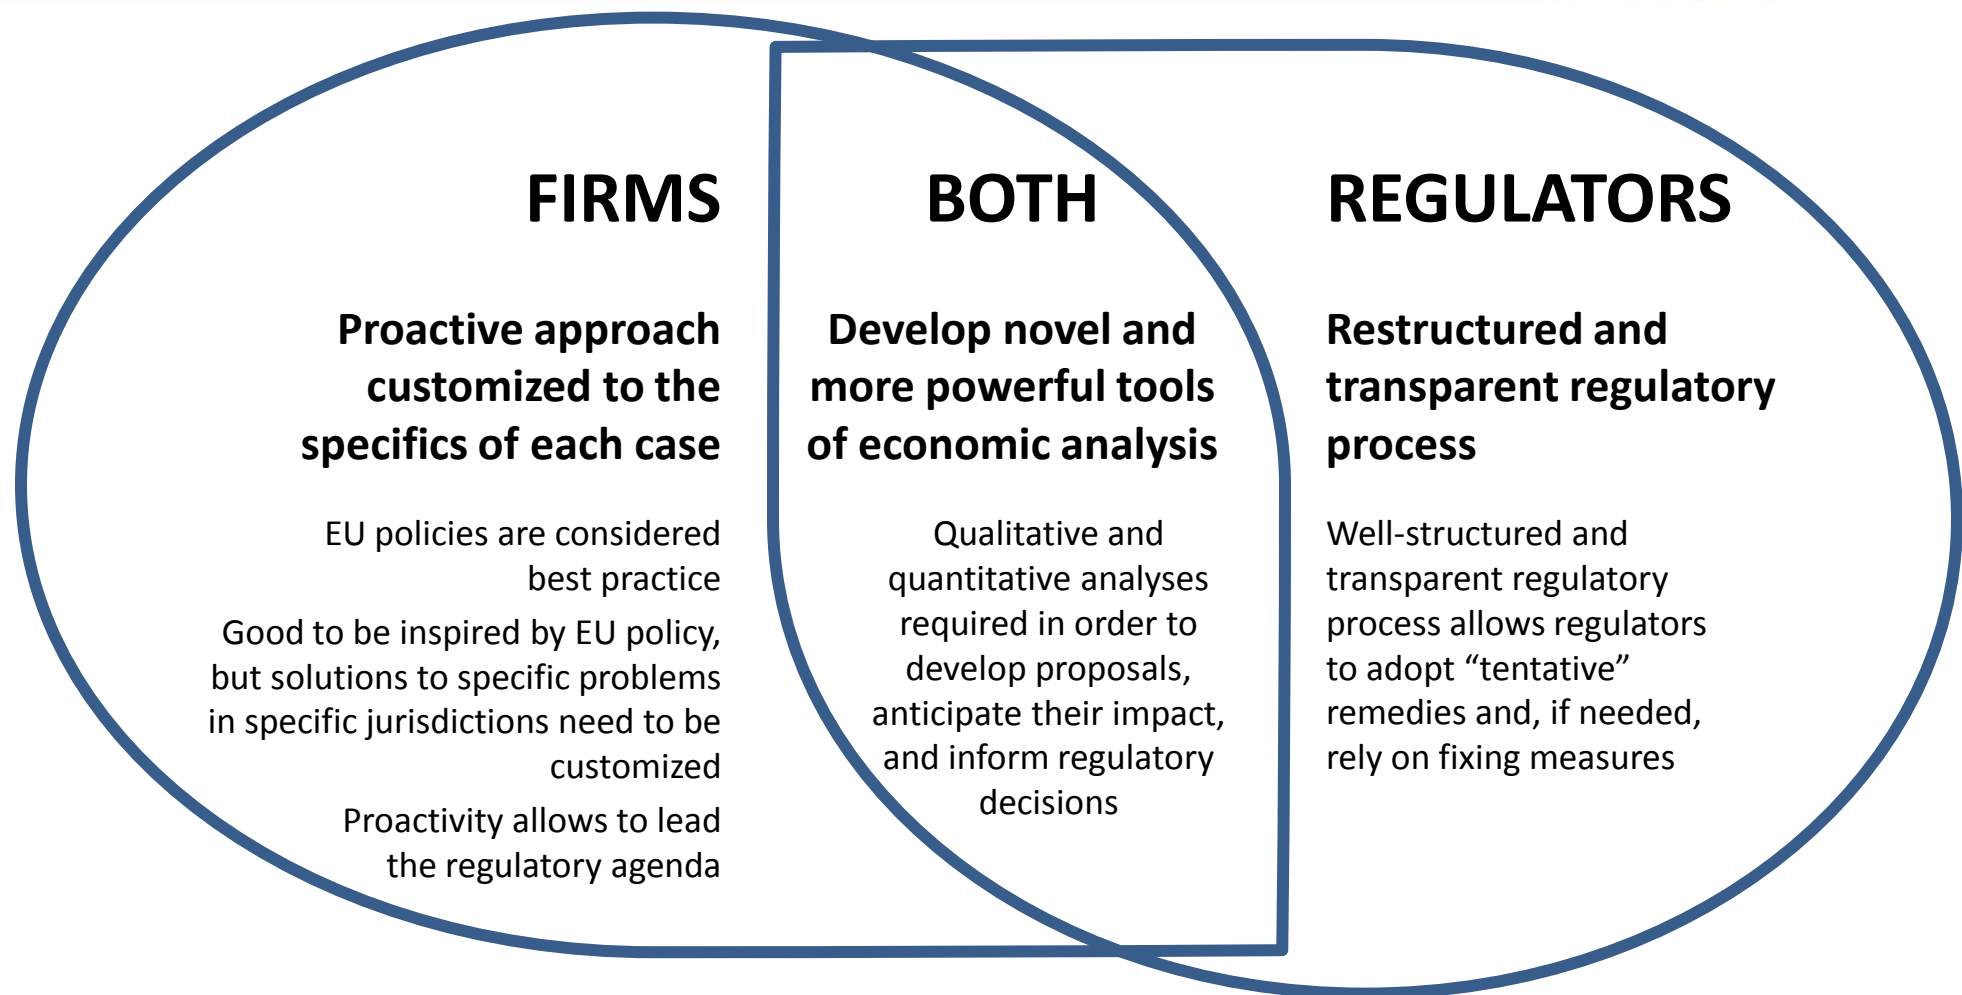 FIRMS
Proactive approach
customized to the
specifics of each case
EU policies are considered
best practice
Good to be inspired by EU policy,
but solutions to specific problems
in specific jurisdictions need to be
customized
Proactivity allows to lead
the regulatory agenda
BOTH
Develop novel and
more powerful tools
of economic analysis
Qualitative and
quantitative analyses
required in order to
develop proposals,
anticipate their impact,
and inform regulatory
decisions
REGULATORS
Restructured and
transparent regulatory
process
Well-structured and
transparent regulatory
process allows regulators
to adopt “tentative”
remedies and, if needed,
rely on fixing measures